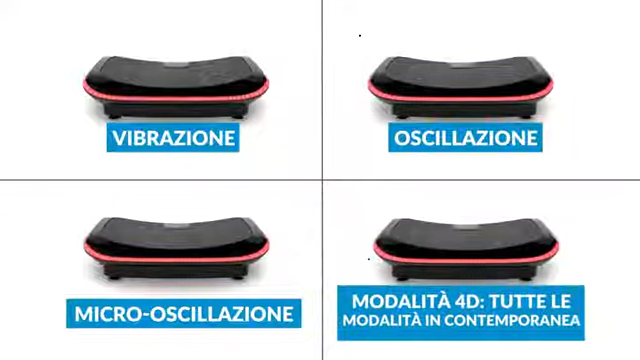 VIBRAZIONE
OSCILLAZIONE
MICRO-OSCILLAZIONE
MODALITÀ 4D: TUTTE LE
MODALITÀ IN CONTEMPORANEA